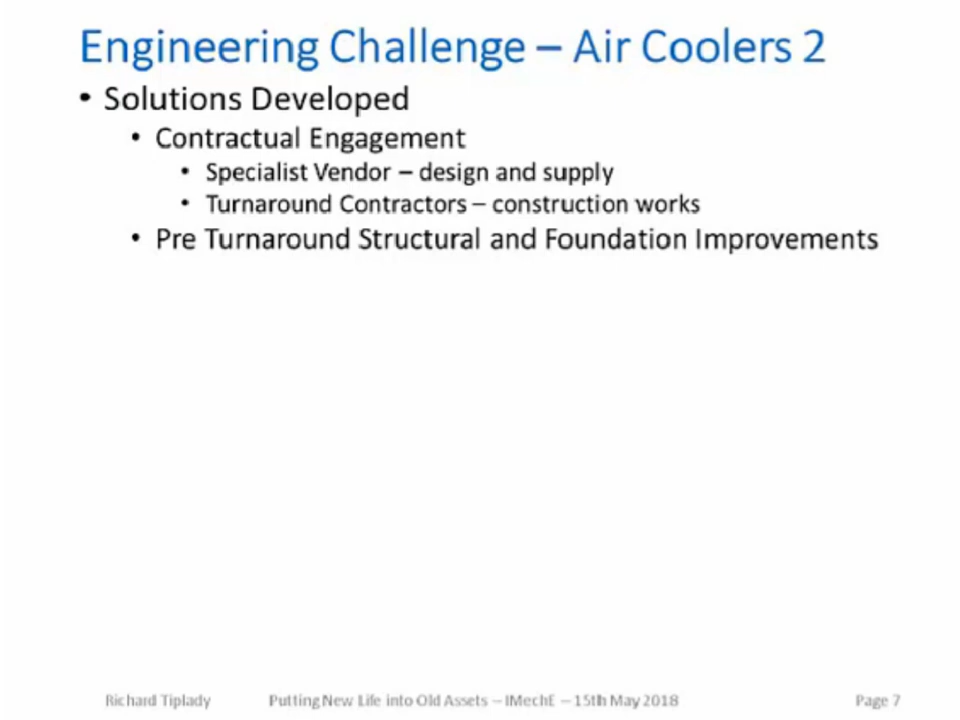 Engineering Challenge – Air Coolers 2
• Solutions Developed
• Contractual Engagement
• Specialist Vendor – design and supply
• Turnaround Contractors – construction works
• Pre Turnaround Structural and Foundation Improvements
Richard Tiplady Putting New Life into Old Assets – IMechE – 15th May 2018 Page 7